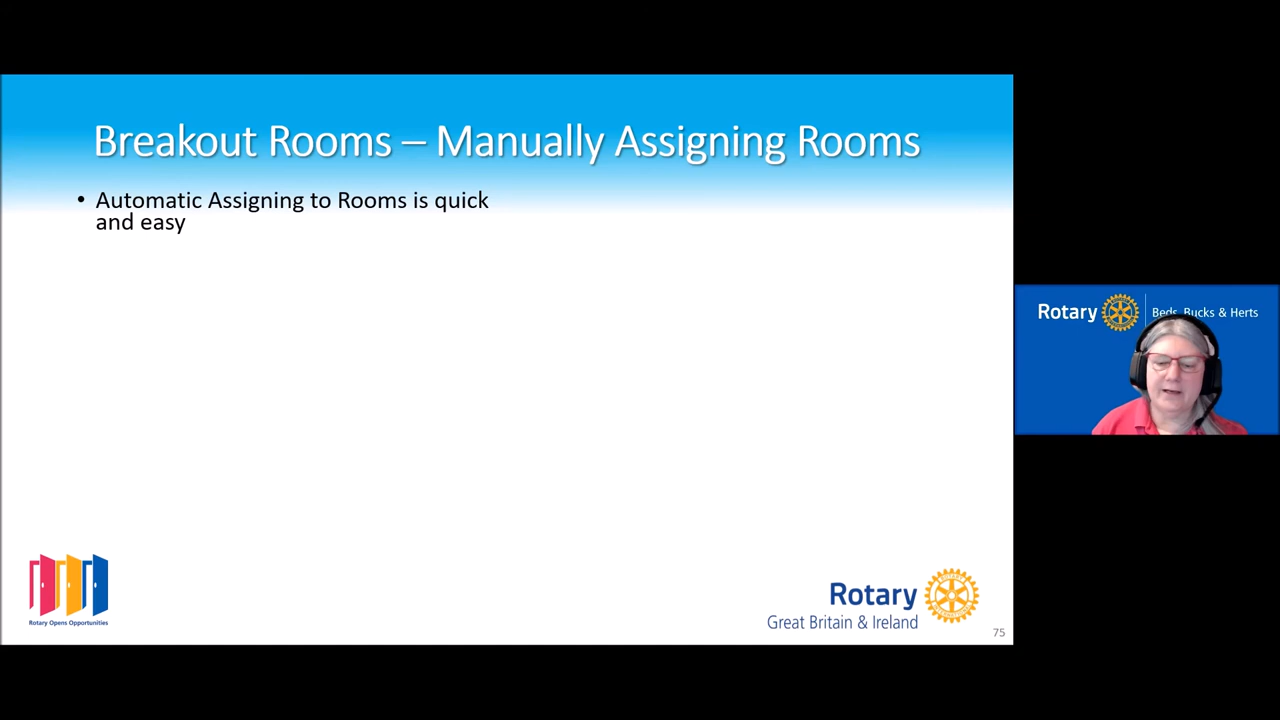 Breakout Rooms – Manually Assigning Rooms
• Automatic Assigning to Rooms is quick
and easy
Rotary Opens Opportunities
Rotary
Great Britain & Ireland
75
Rotary
Beds, Bucks & Herts